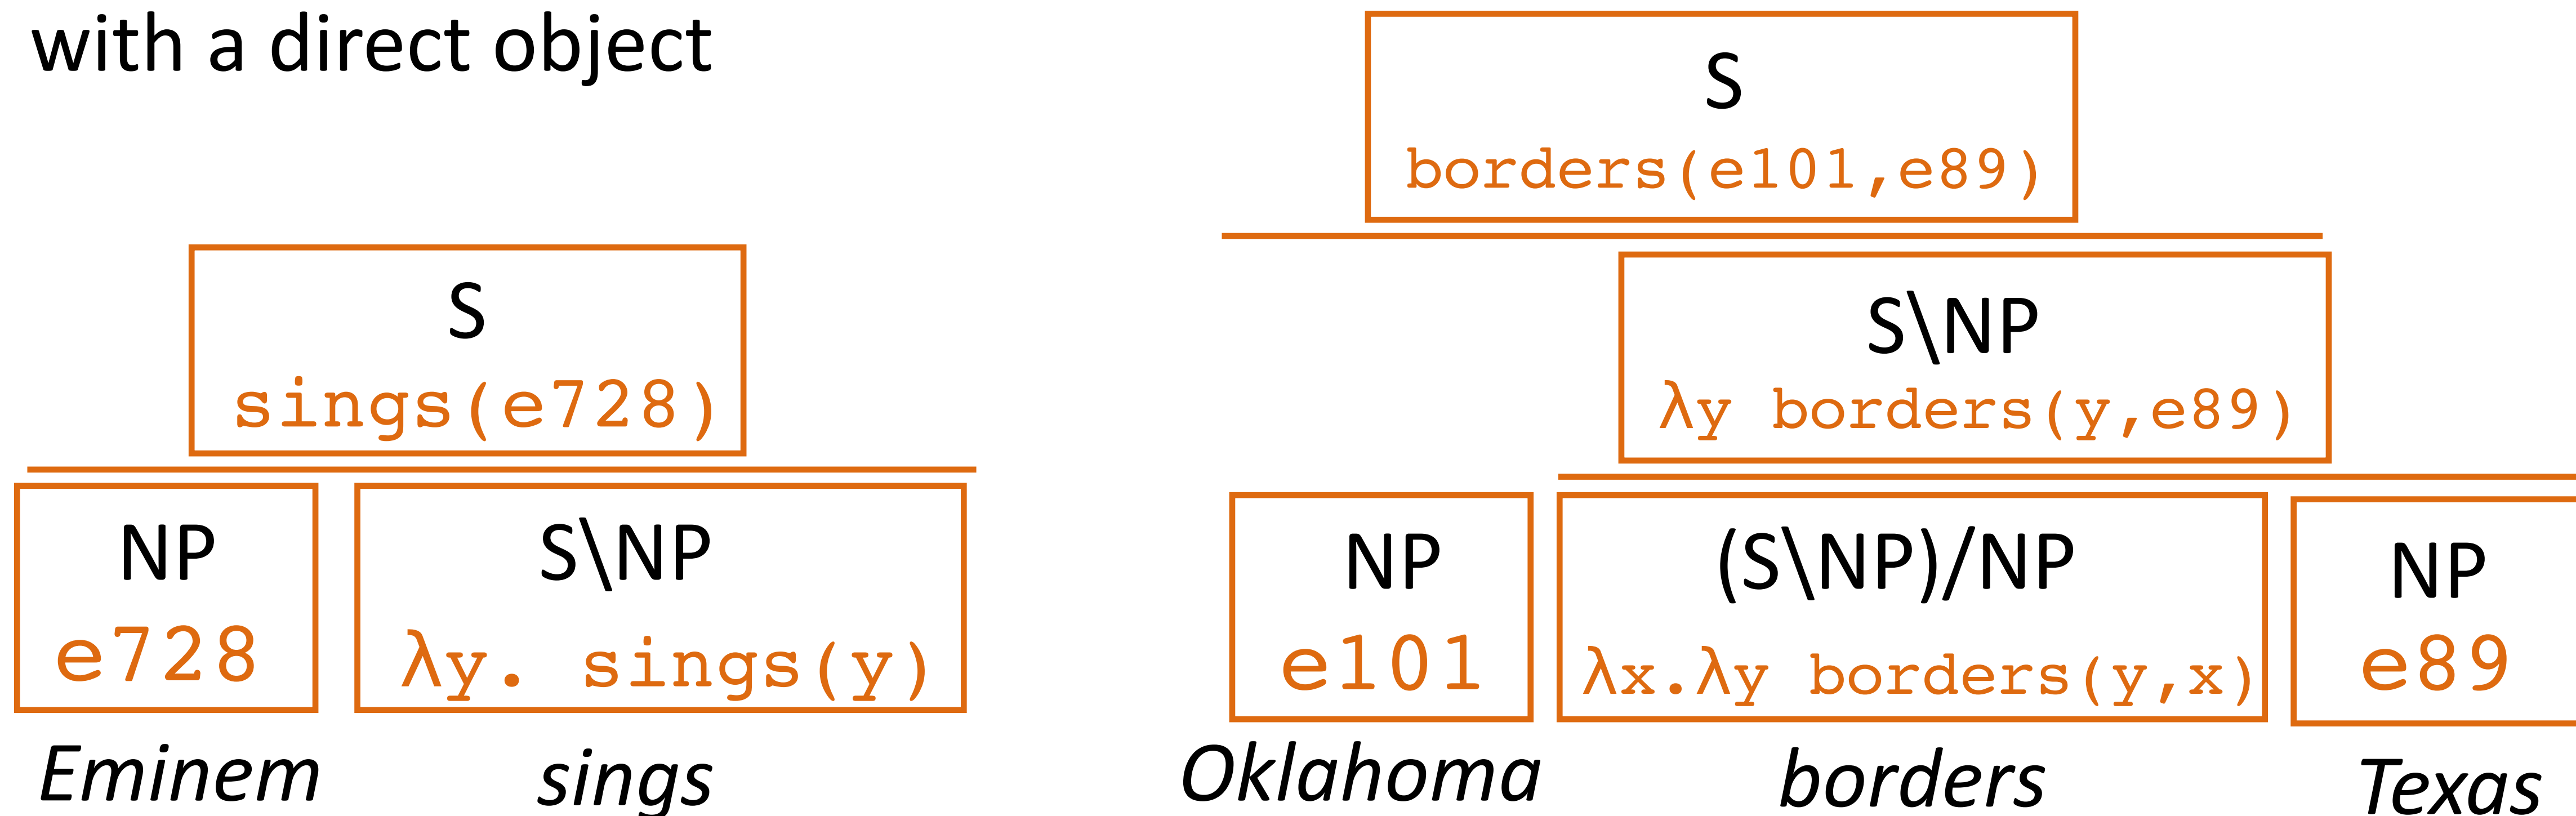 with a direct object
S
borders(e101,e89)
S
sings(e728)
S\NP
λy borders(y,e89)
NP
e728
S\NP
λy. sings(y)
NP
e101
(S\NP)/NP
λx.λy borders(y,x)
NP
e89
Eminem sings
Oklahoma borders Texas